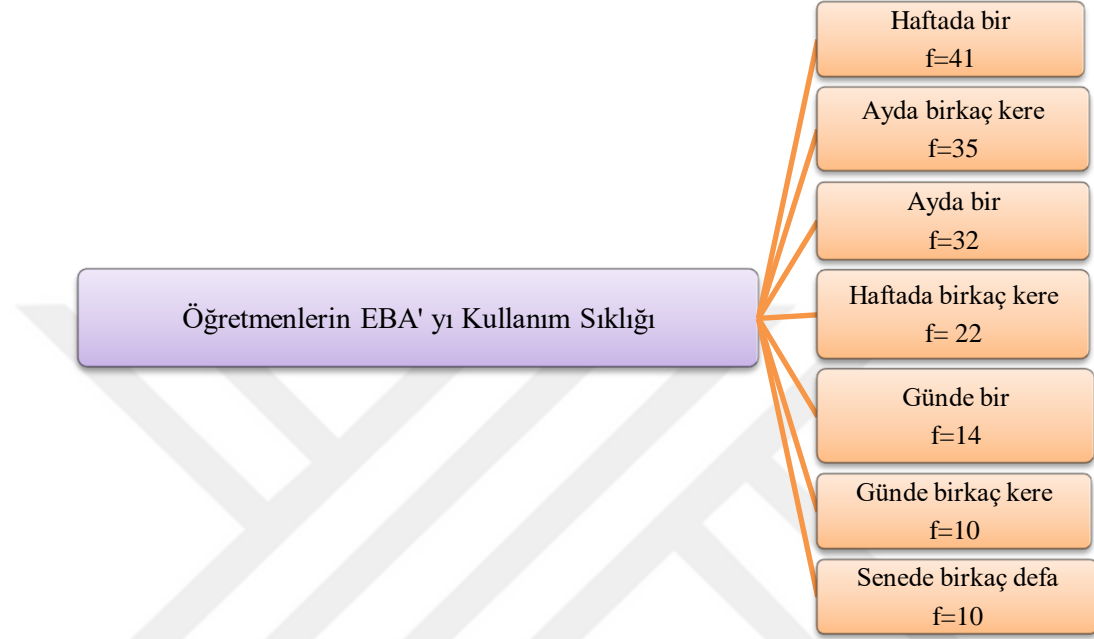 Haftada bir
f=41
Ayda birkaç kere
f=35
Ayda bir
f=32
Öğretmenlerin EBA' yı Kullanım Sıklığı
Haftada birkaç kere
f= 22
Günde bir
f=14
Günde birkaç kere
f=10
Senede birkaç defa
f=10